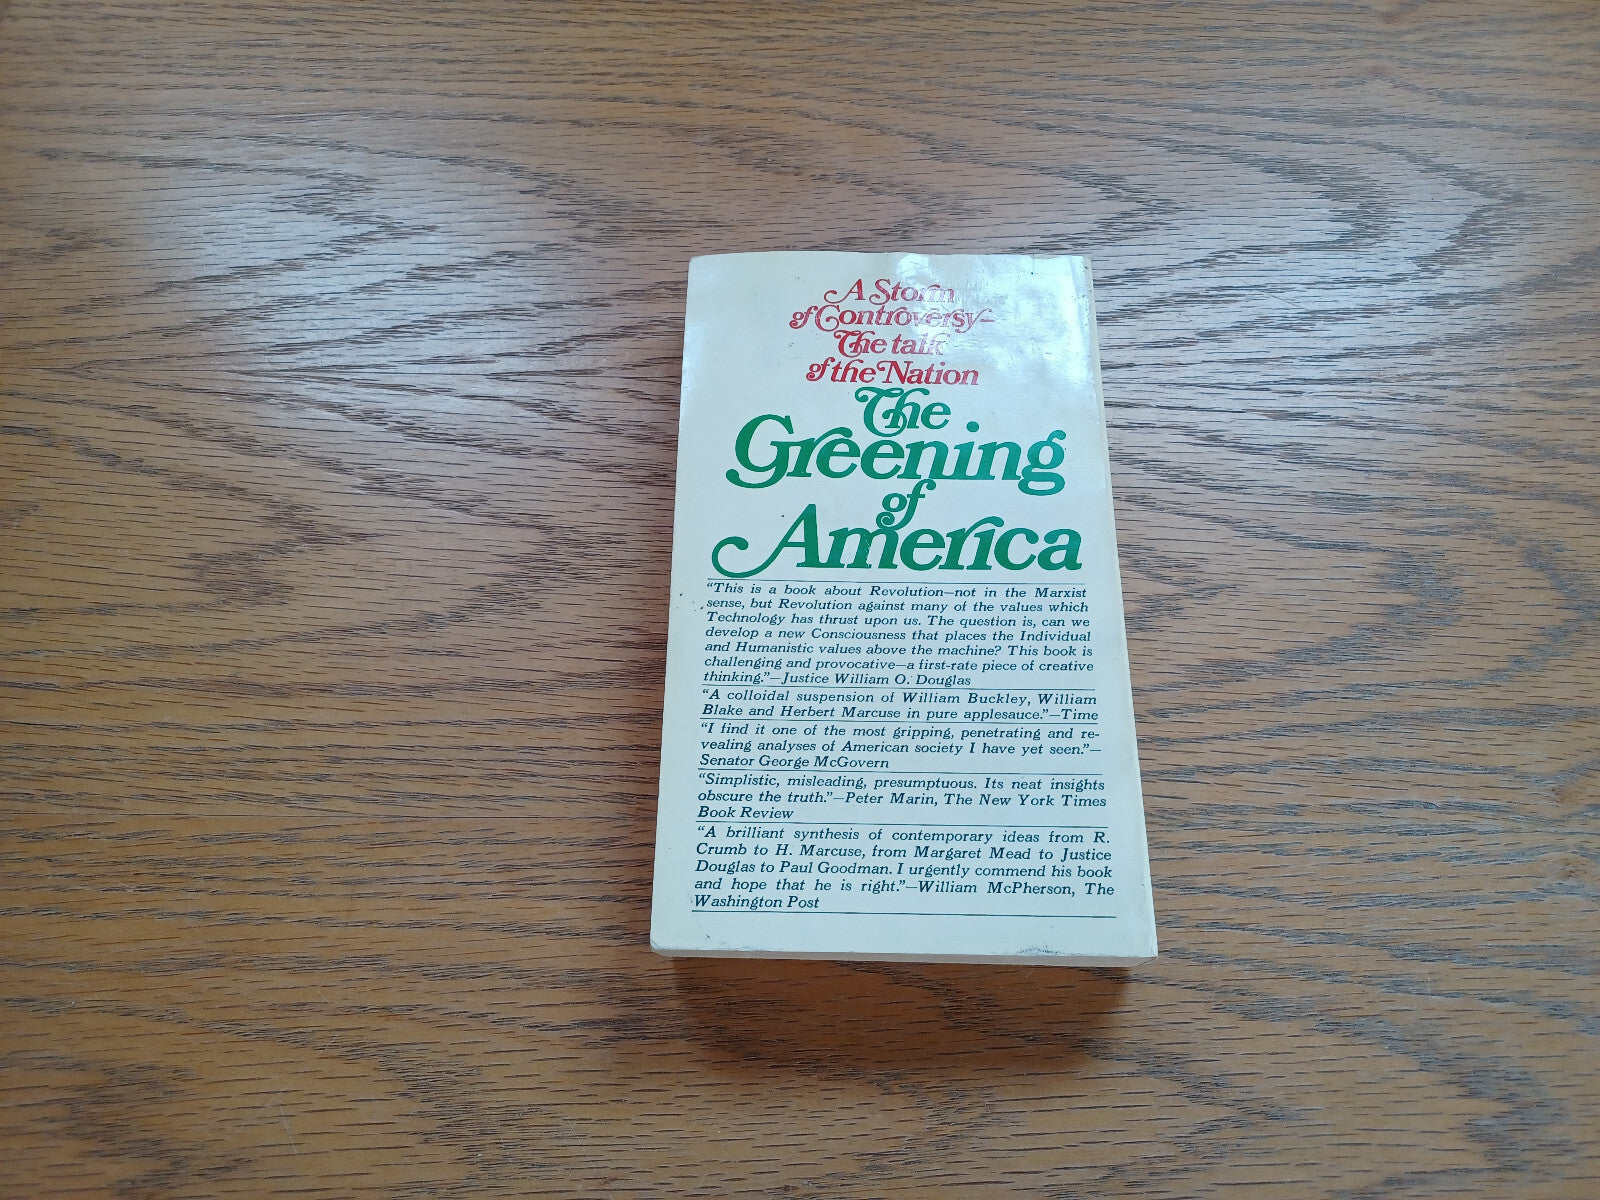 A Storm
of Controversy—
The talk
of the Nation
The
Greening
of
America
“This is a book about Revolution—not in the Marxist
sense, but Revolution against many of the values which
Technology has thrust upon us. The question is, can we
develop a new Consciousness that places the Individual
and Humanistic values above the machine? This book is
challenging and provocative—a first-rate piece of creative
thinking.”—Justice William O. Douglas
“A colloidal suspension of William Buckley, William
Blake and Herbert Marcuse in pure applesauce.”—Time
“I find it one of the most gripping, penetrating and re-
vealing analyses of American society I have yet seen.”—
Senator George McGovern
“Simplistic, misleading, presumptuous. Its neat insights
obscure the truth.”—Peter Marin, The New York Times
Book Review
“A brilliant synthesis of contemporary ideas from R.
Crumb to H. Marcuse, from Margaret Mead to Justice
Douglas to Paul Goodman. I urgently commend his book
and hope that he is right.”—William McPherson, The
Washington Post